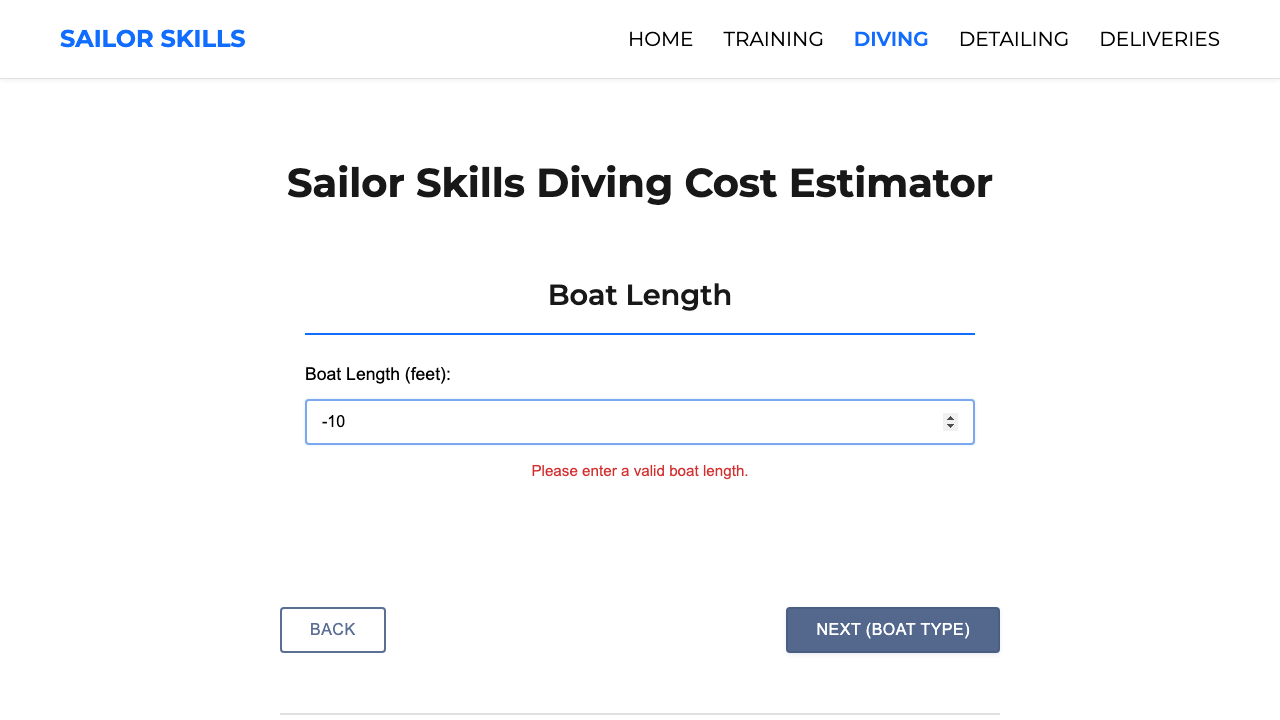 SAILOR SKILLS
HOME TRAINING DIVING DETAILING DELIVERIES
Sailor Skills Diving Cost Estimator
Boat Length
Boat Length (feet):
-10
Please enter a valid boat length.
BACK
NEXT (BOAT TYPE)